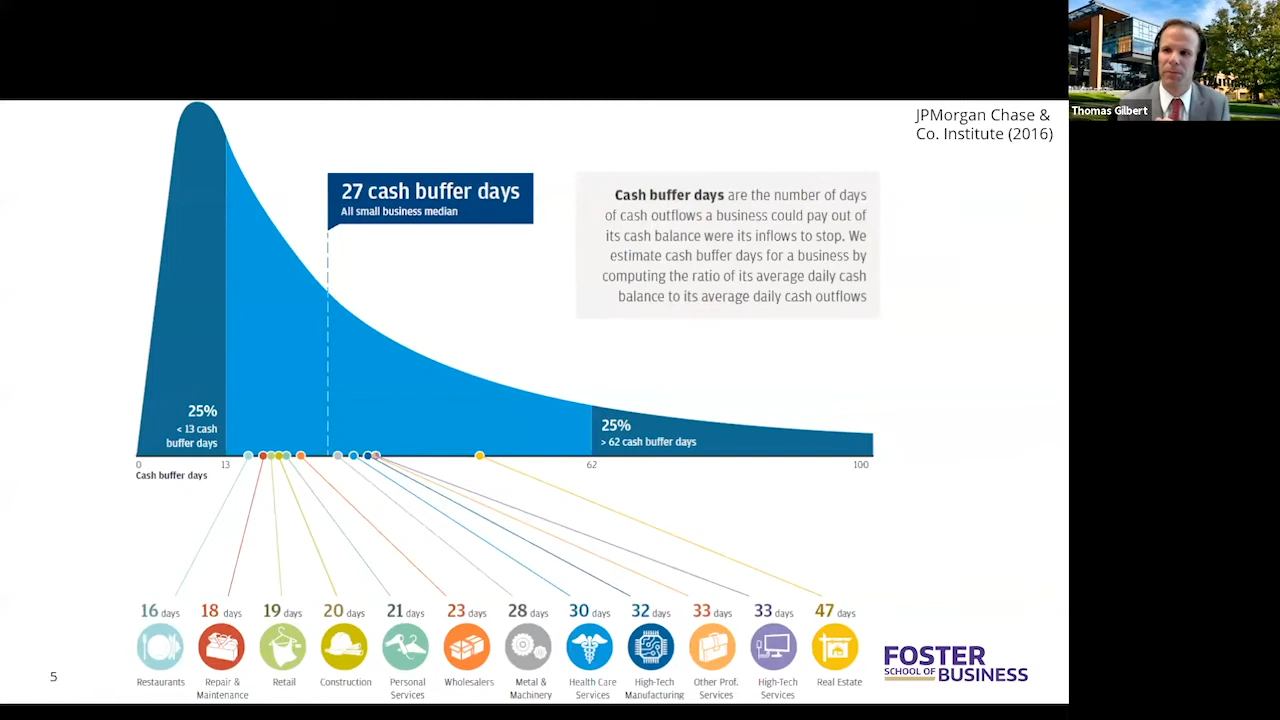 Thomas Gilbert
JPMorgan Chase &
Co. Institute (2016)
27 cash buffer days
All small business median
Cash buffer days are the number of days
of cash outflows a business could pay out of
its cash balance were its inflows to stop. We
estimate cash buffer days for a business by
computing the ratio of its average daily cash
balance to its average daily cash outflows
25%
< 13 cash
buffer days
25%
> 62 cash buffer days
0 13 62 100
Cash buffer days
16 days 18 days 19 days 20 days 21 days 23 days 28 days 30 days 32 days 33 days 33 days 47 days
Restaurants Repair & Retail Construction Personal Wholesalers Metal & Health Care High-Tech Other Prof. High-Tech Real Estate
Maintenance Services Machinery Services Manufacturing Services Services
FOSTER
SCHOOL OF BUSINESS
5